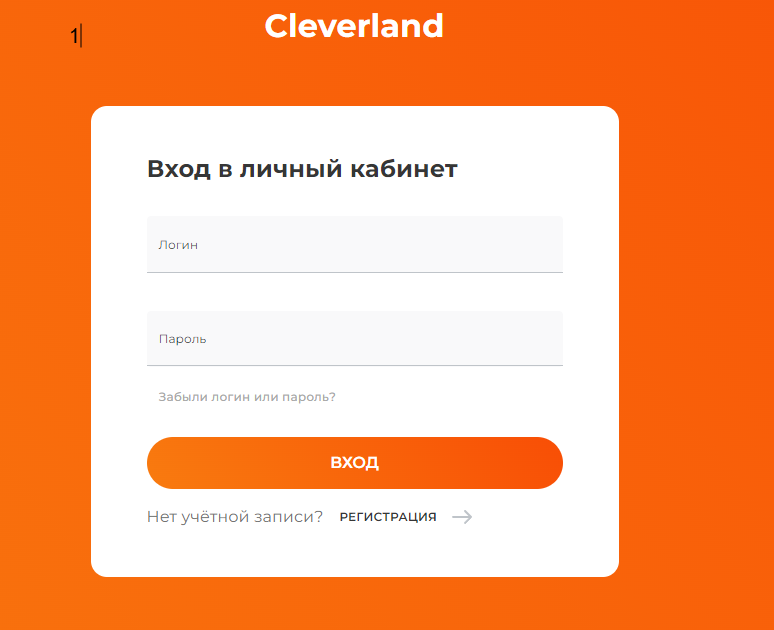 Cleverland
1
Вход в личный кабинет
Логин
Пароль
Забыли логин или пароль?
ВХОД
Нет учётной записи? РЕГИСТРАЦИЯ